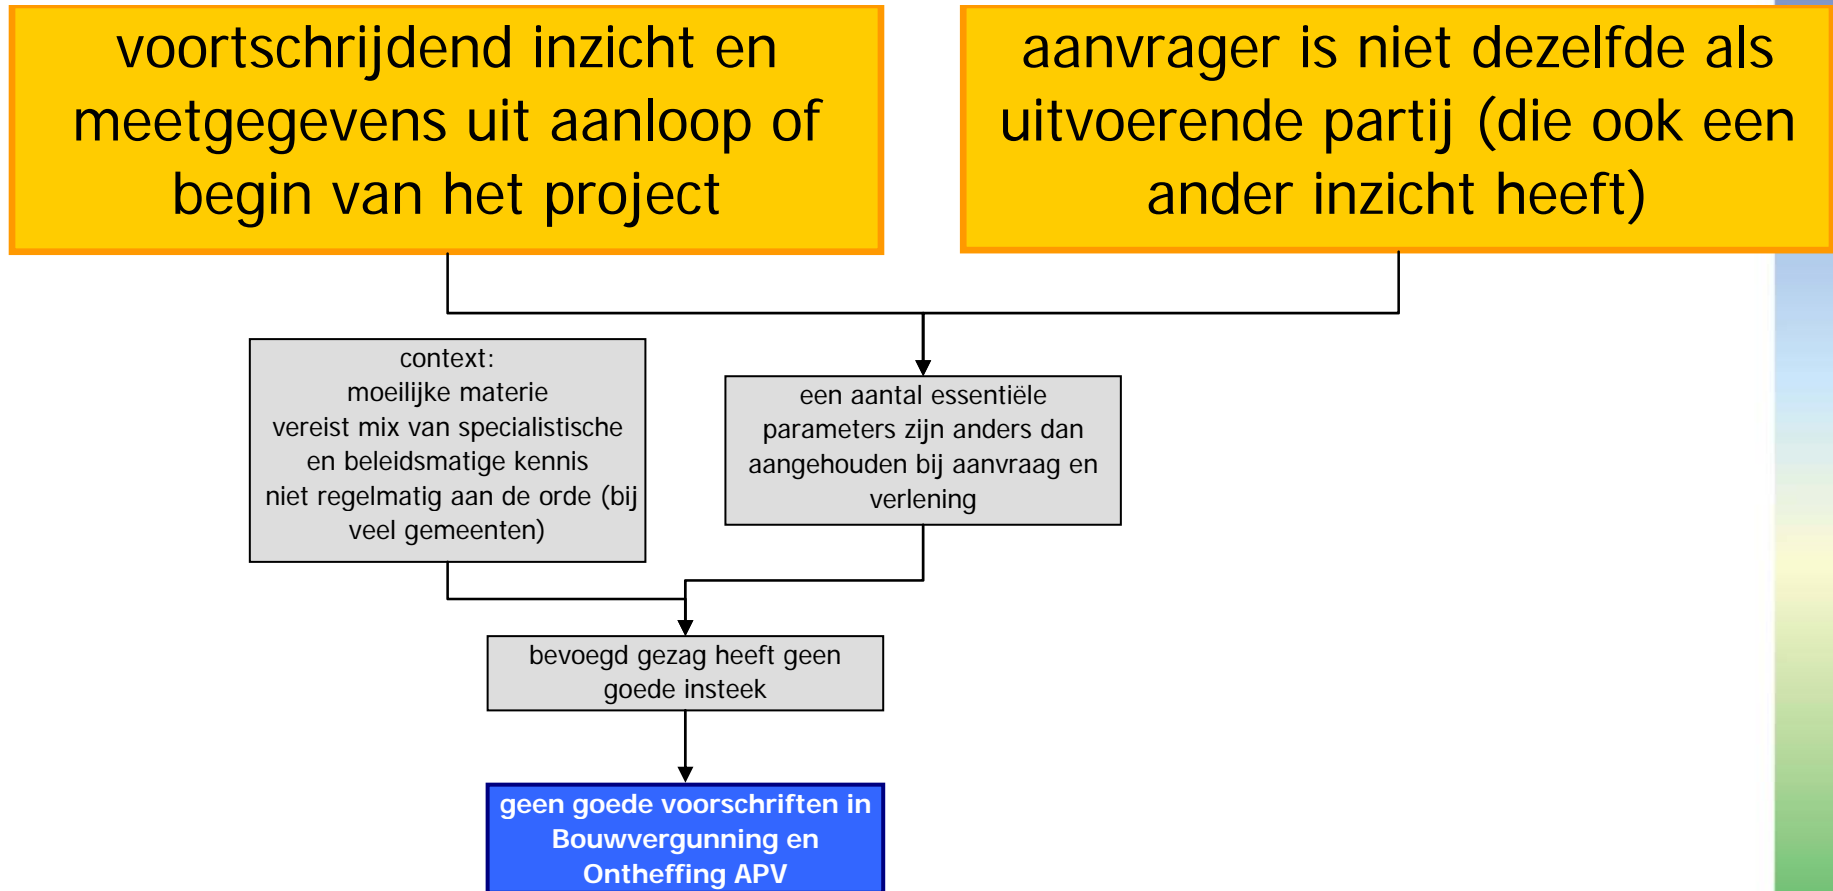 voortschrijdend inzicht en
meetgegevens uit aanloop of
begin van het project
aanvrager is niet dezelfde als
uitvoerende partij (die ook een
ander inzicht heeft)
context:
moeilijke materie
vereist mix van specialistische
en beleidsmatige kennis
niet regelmatig aan de orde (bij
veel gemeenten)
een aantal essentiële
parameters zijn anders dan
aangehouden bij aanvraag en
verlening
bevoegd gezag heeft geen
goede insteek
geen goede voorschriften in
Bouwvergunning en
Ontheffing APV